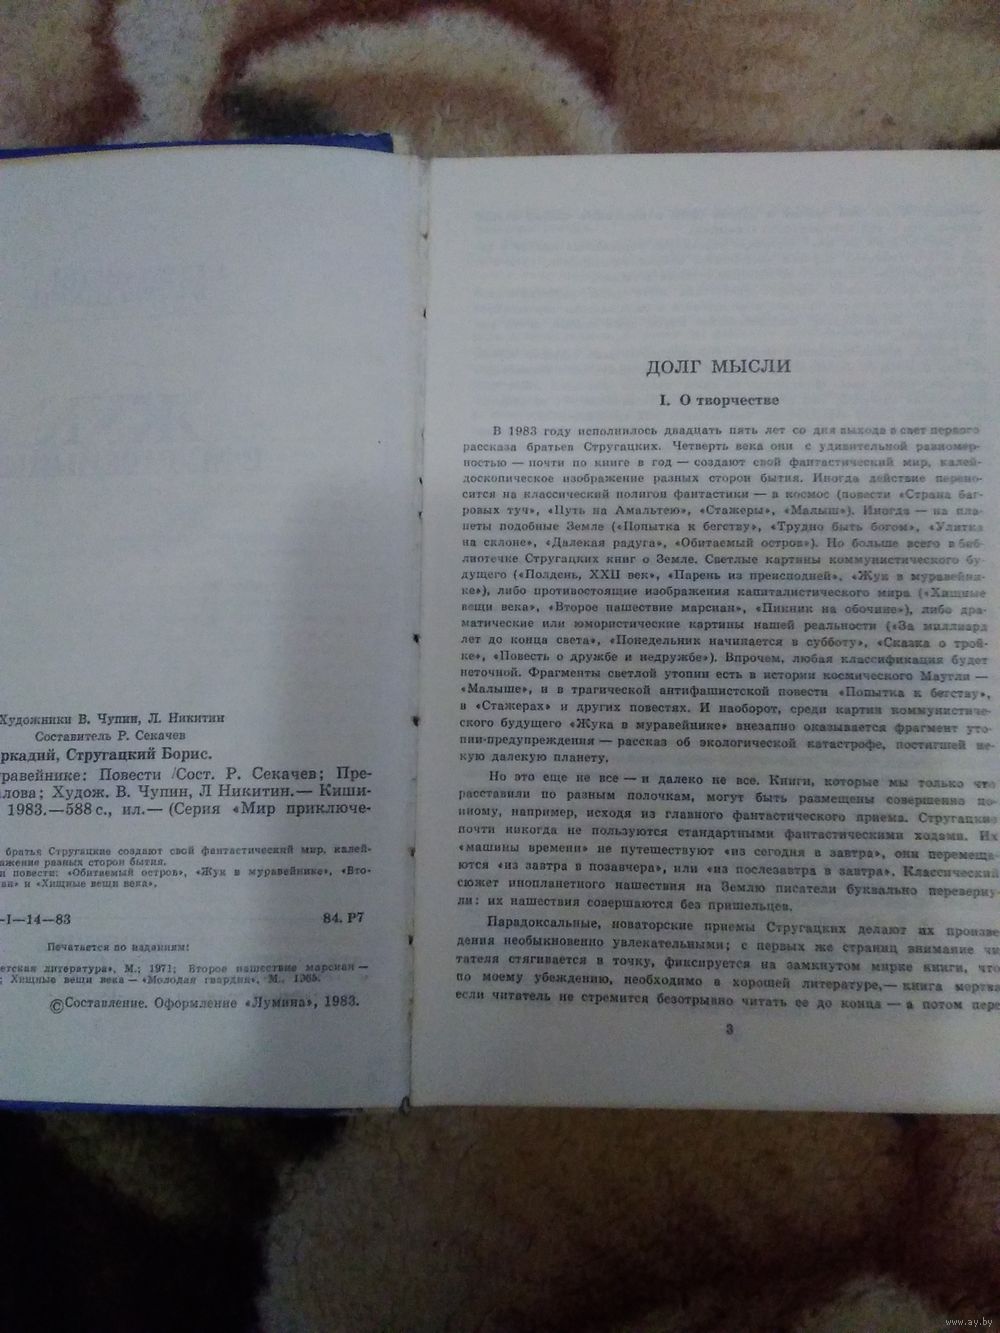 Художники В. Чупин, Л. Никитин
Составитель Р. Секачев
ркадий, Стругацкий Борис.
уравейнике: Повести /Сост. Р. Секачев; Пре-
алова; Худож. В. Чупин, Л Никитин.— Киши-
1983.—588 с., ил.— (Серия «Мир приключе-
братья Стругацкие создают свой фантастический мир, калей-
ажение разных сторон бытия.
и повести: «Обитаемый остров», «Жук в муравейнике», «Вто-
ан» и «Хищные вещи века»,
—I—14—83 84. Р7
Печатается по изданиям:
етская литература», М.; 1971; Второе нашествие марсиан —
; Хищные вещи века — «Молодая гвардия», М., 1965.
©Составление. Оформление «Лумина», 1983.
ДОЛГ МЫСЛИ
I. О творчестве
В 1983 году исполнилось двадцать пять лет со дня выхода в свет первого
рассказа братьев Стругацких. Четверть века они с удивительной равномер-
ностью — почти по книге в год — создают свой фантастический мир, калей-
доскопическое изображение разных сторон бытия. Иногда действие перено-
сится на классический полигон фантастики — в космос (повести «Страна баг-
ровых туч», «Путь на Амальтею», «Стажеры», «Малыш»). Иногда — на пла-
неты подобные Земле («Попытка к бегству», «Трудно быть богом», «Улитка
на склоне», «Далекая радуга», «Обитаемый остров»). Но больше всего в биб-
лиотечке Стругацких книг о Земле. Светлые картины коммунистического бу-
дущего («Полдень, XXII век», «Парень из преисподней», «Жук в муравейни-
ке»), либо противостоящие изображения капиталистического мира («Хищные
вещи века», «Второе нашествие марсиан», «Пикник на обочине»), либо дра-
матические или юмористические картины нашей реальности («За миллиард
лет до конца света», «Понедельник начинается в субботу», «Сказка о трой-
ке», «Повесть о дружбе и недружбе»). Впрочем, любая классификация будет
неточной. Фрагменты светлой утопии есть в истории космического Маугли —
«Малыше», и в трагической антифашистской повести «Попытка к бегству»,
в «Стажерах» и других повестях. И наоборот, среди картин коммунистиче-
ского будущего «Жука в муравейнике» внезапно оказывается фрагмент уто-
пии-предупреждения — рассказ об экологической катастрофе, постигшей не-
кую далекую планету.
Но это еще не все — и далеко не все. Книги, которые мы только что
расставили по разным полочкам, могут быть размещены совершенно по-
иному, например, исходя из главного фантастического приема. Стругацкие
почти никогда не пользуются стандартными фантастическими ходами. Их
«машины времени» не путешествуют «из сегодня в завтра», они перемеща-
ются «из завтра в позавчера», или «из послезавтра в завтра». Классический
сюжет инопланетного нашествия на Землю писатели буквально переверну-
ли: их нашествия совершаются без пришельцев.
Парадоксальные, новаторские приемы Стругацких делают их произве-
дения необыкновенно увлекательными; с первых же страниц внимание чи-
тателя стягивается в точку, фиксируется на замкнутом мирке книги, что
по моему убеждению, необходимо в хорошей литературе,— книга мертва
если читатель не стремится безотрывно читать ее до конца — а потом пере
3
www.ay.by